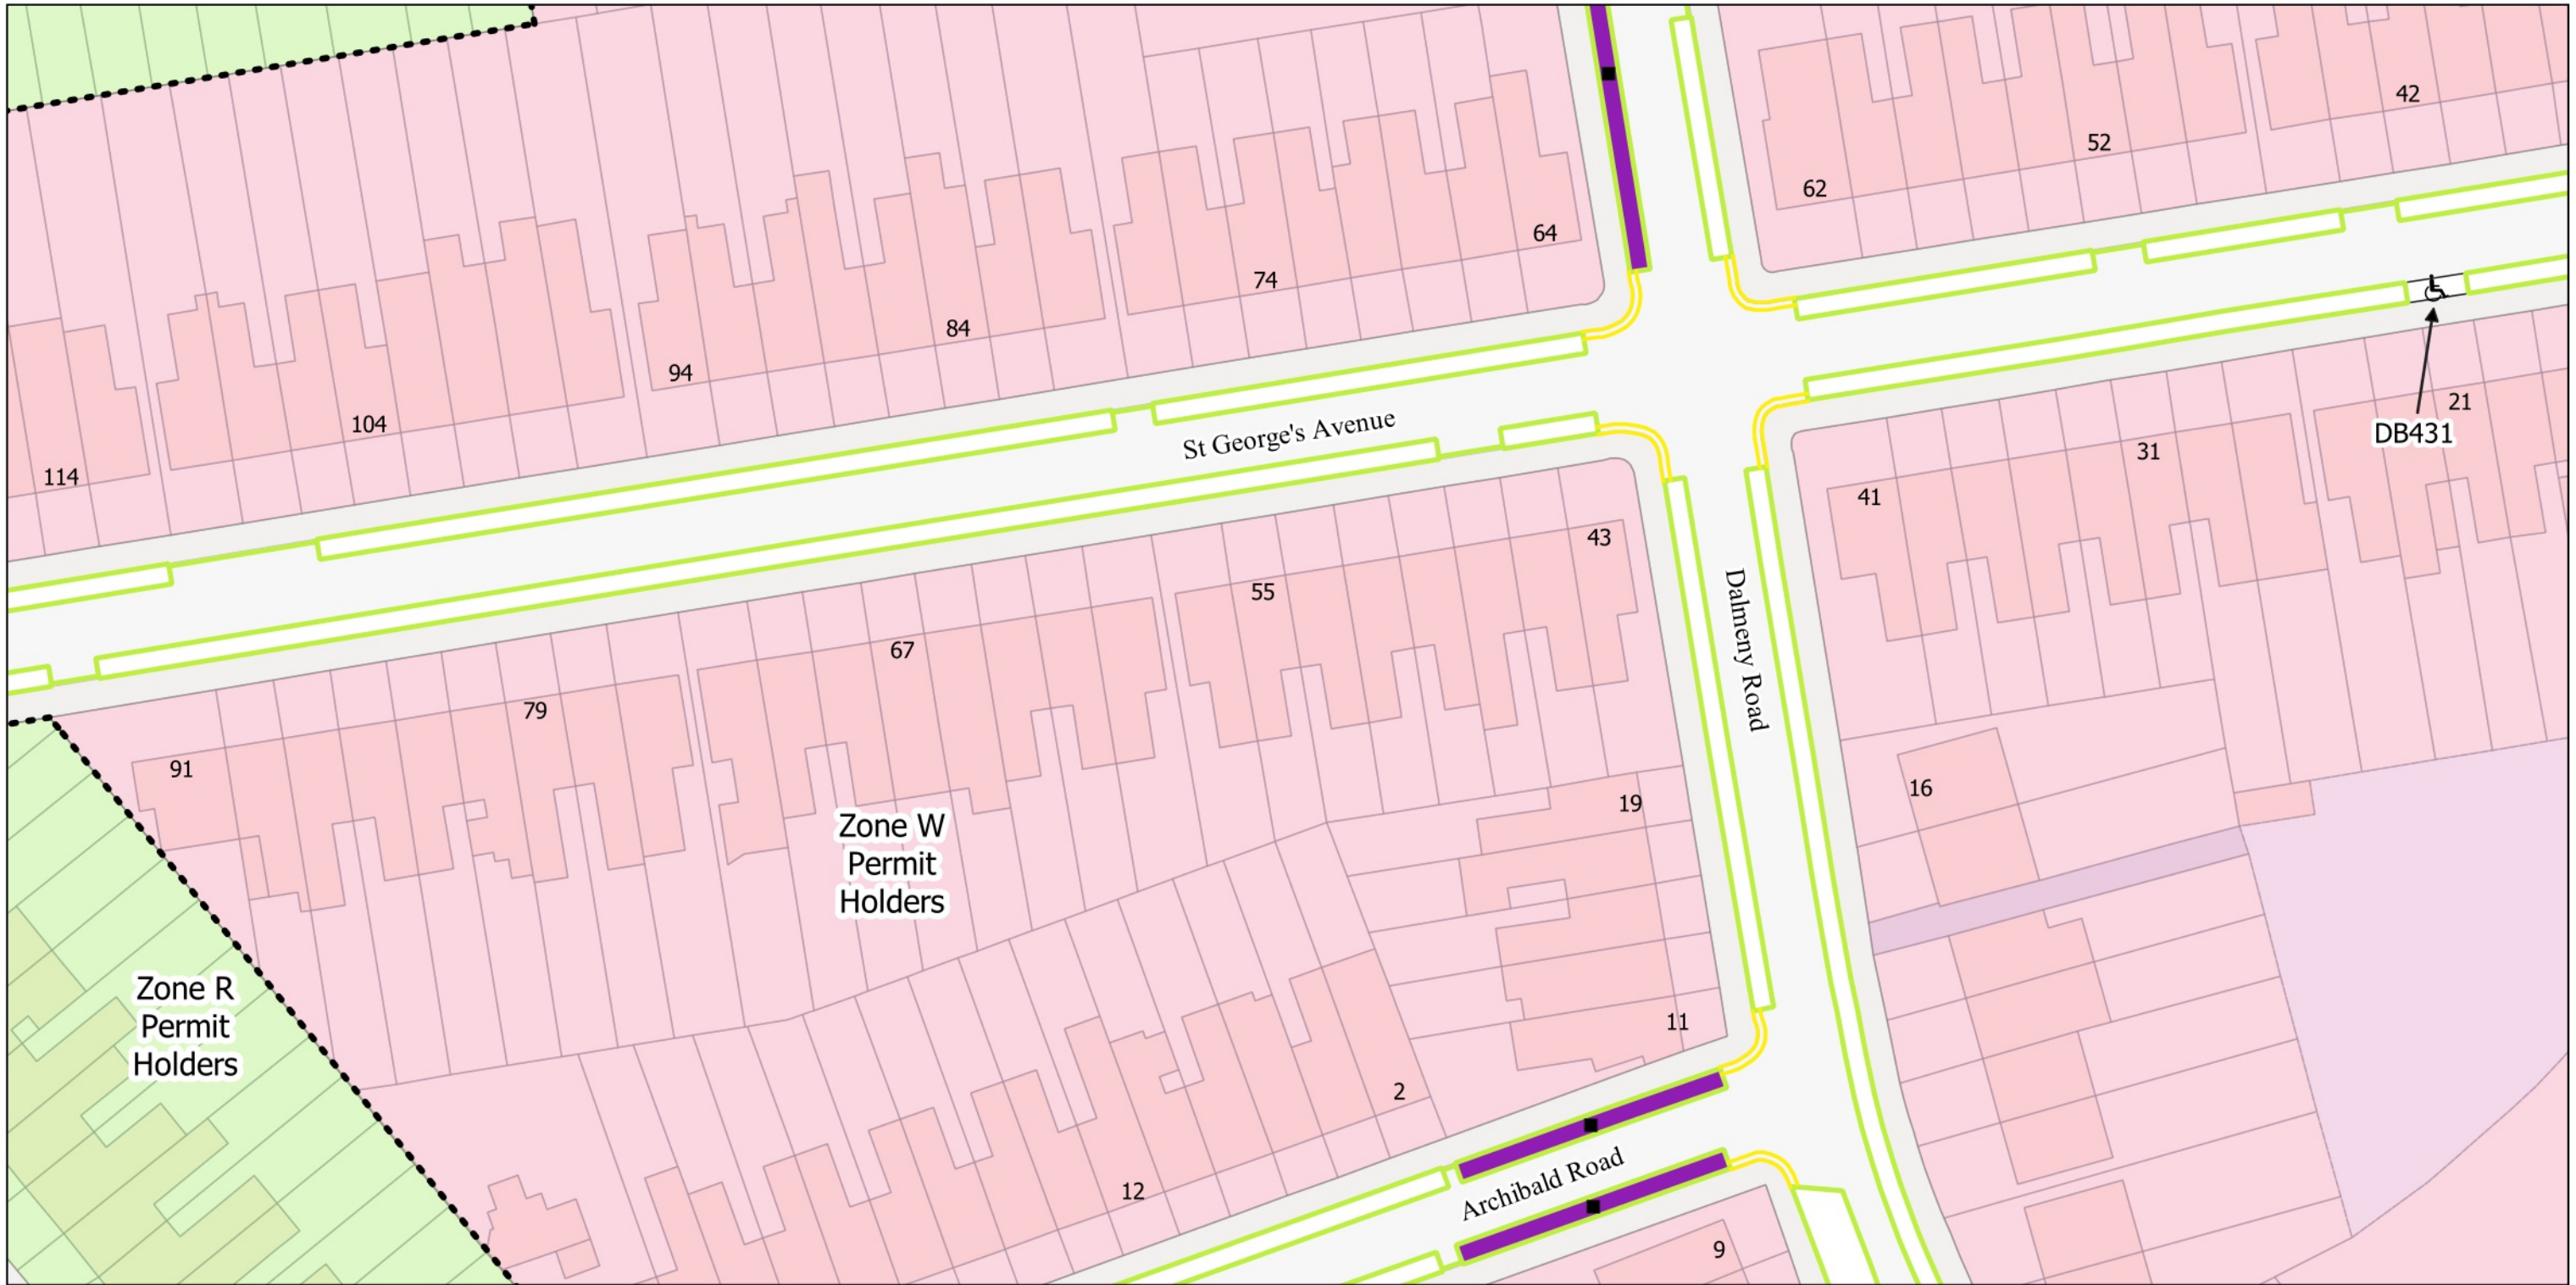 42
52
62
64
74
84
94
104
114
St George's Avenue
DB431
21
31
41
43
55
67
79
91
Dalmeny Road
16
19
11
Zone W
Permit
Holders
Zone R
Permit
Holders
2
12
Archibald Road
9